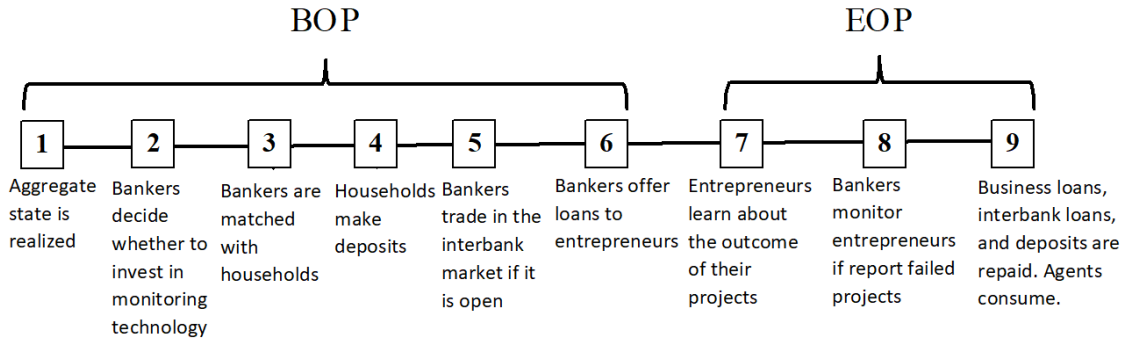 BOP
EOP
1
2
3
4
5
6
7
8
9
Aggregate
state is
realized
Bankers
decide
whether to
invest in
monitoring
technology
Bankers are
matched
with
households
Households
make
deposits
Bankers
trade in the
interbank
market if it
is open
Bankers offer
loans to
entrepreneurs
Entrepreneurs
learn about
the outcome
of their
projects
Bankers
monitor
entrepreneurs
if report failed
projects
Business loans,
interbank loans,
and deposits are
repaid. Agents
consume.